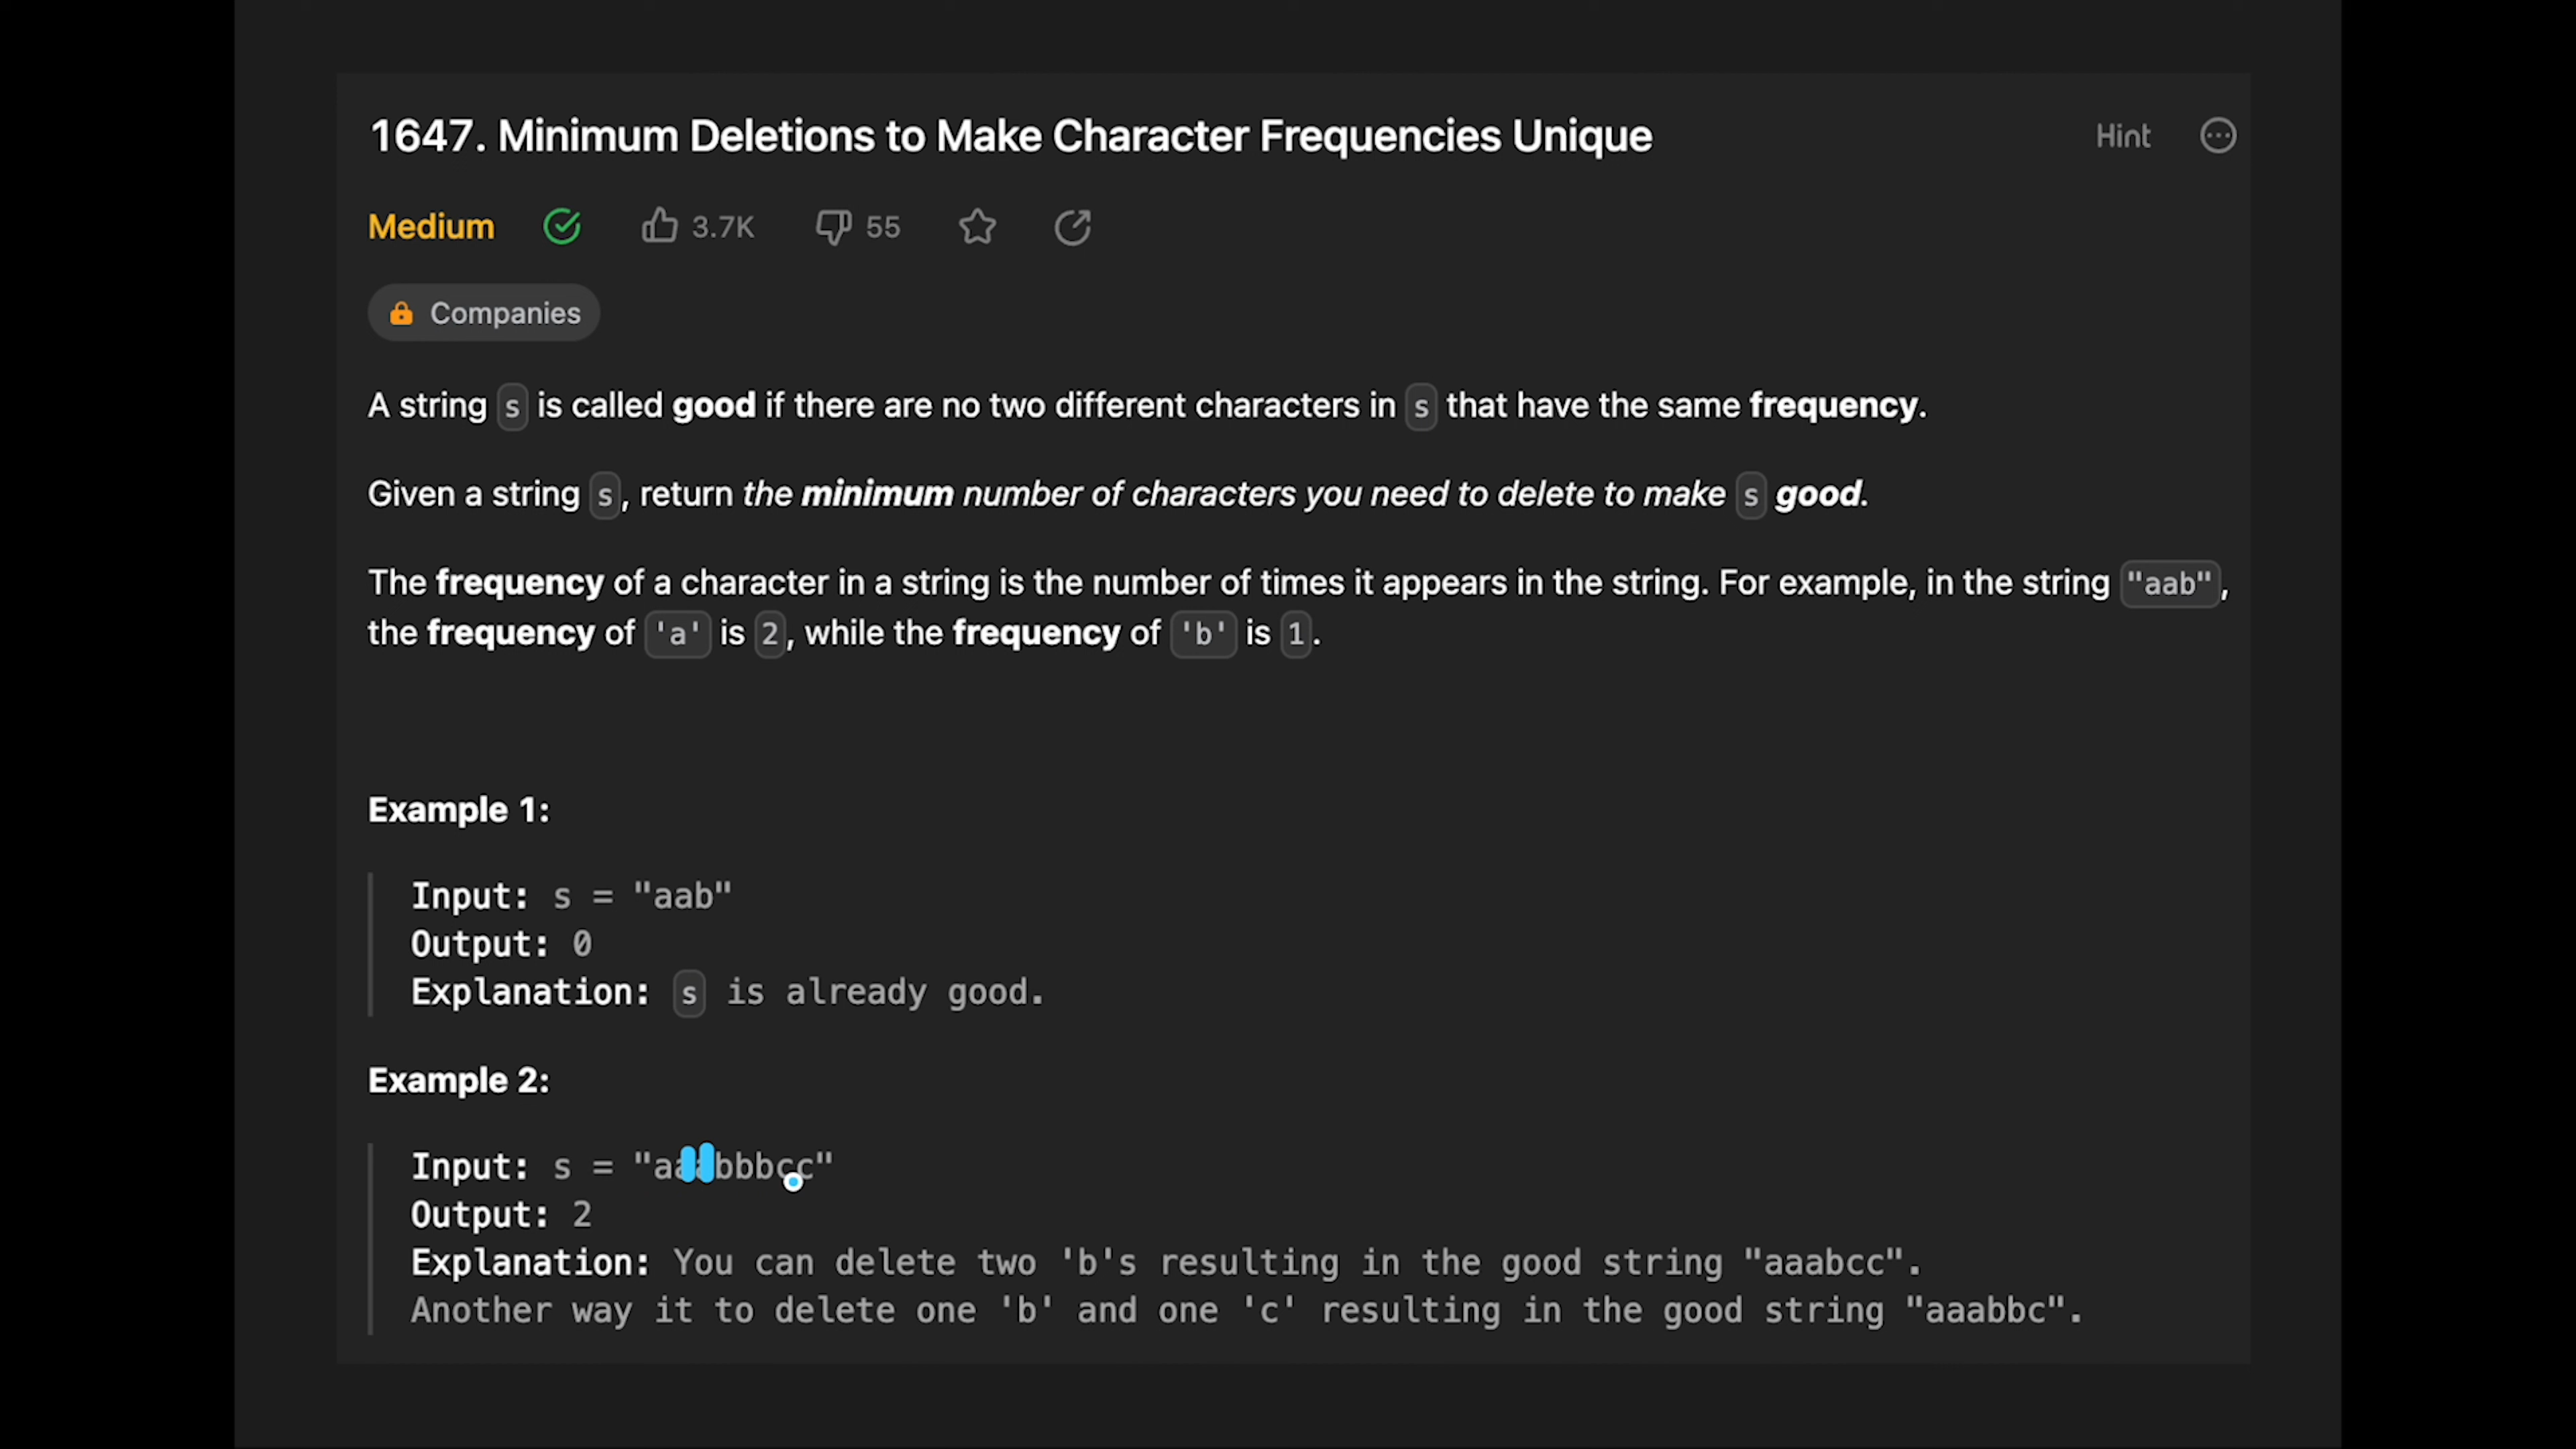 1647. Minimum Deletions to Make Character Frequencies Unique
Hint
Medium 3.7K 55
Companies
A string s is called good if there are no two different characters in s that have the same frequency.
Given a string s, return the minimum number of characters you need to delete to make s good.
The frequency of a character in a string is the number of times it appears in the string. For example, in the string "aab",
the frequency of 'a' is 2, while the frequency of 'b' is 1.
Example 1:
Input: s = "aab"
Output: 0
Explanation: s is already good.
Example 2:
Input: s = "aaabbbcc"
Output: 2
Explanation: You can delete two 'b's resulting in the good string "aaabcc".
Another way it to delete one 'b' and one 'c' resulting in the good string "aaabbc".